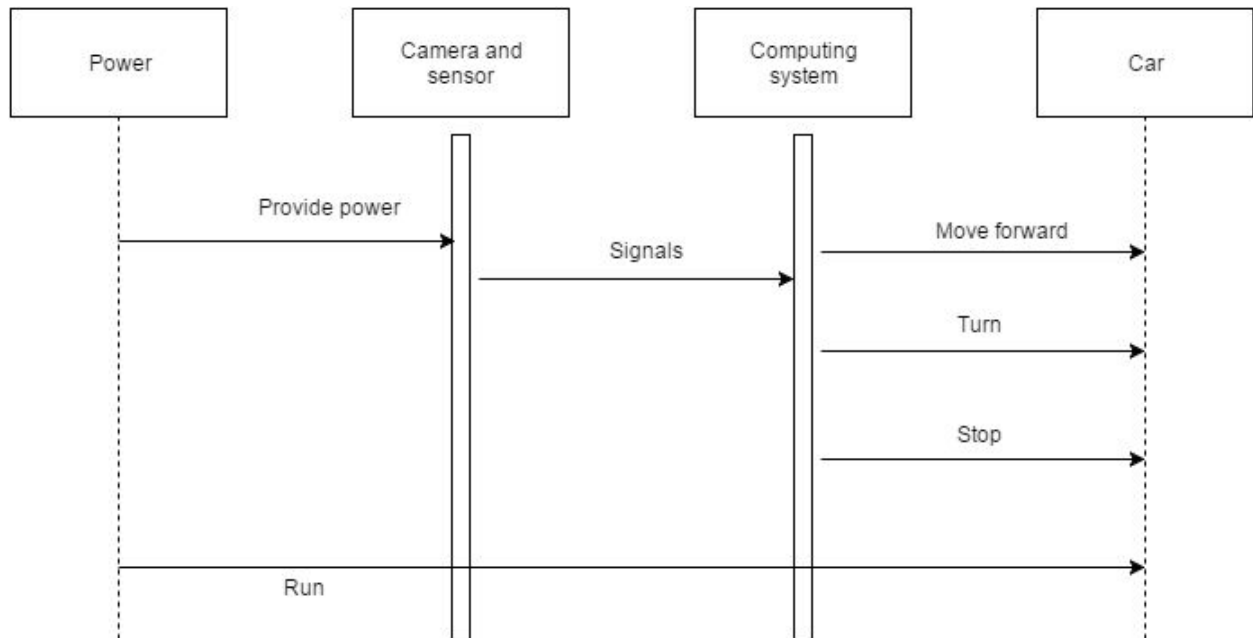 Power
Camera and
sensor
Computing
system
Car
Provide power
Signals
Move forward
Turn
Stop
Run